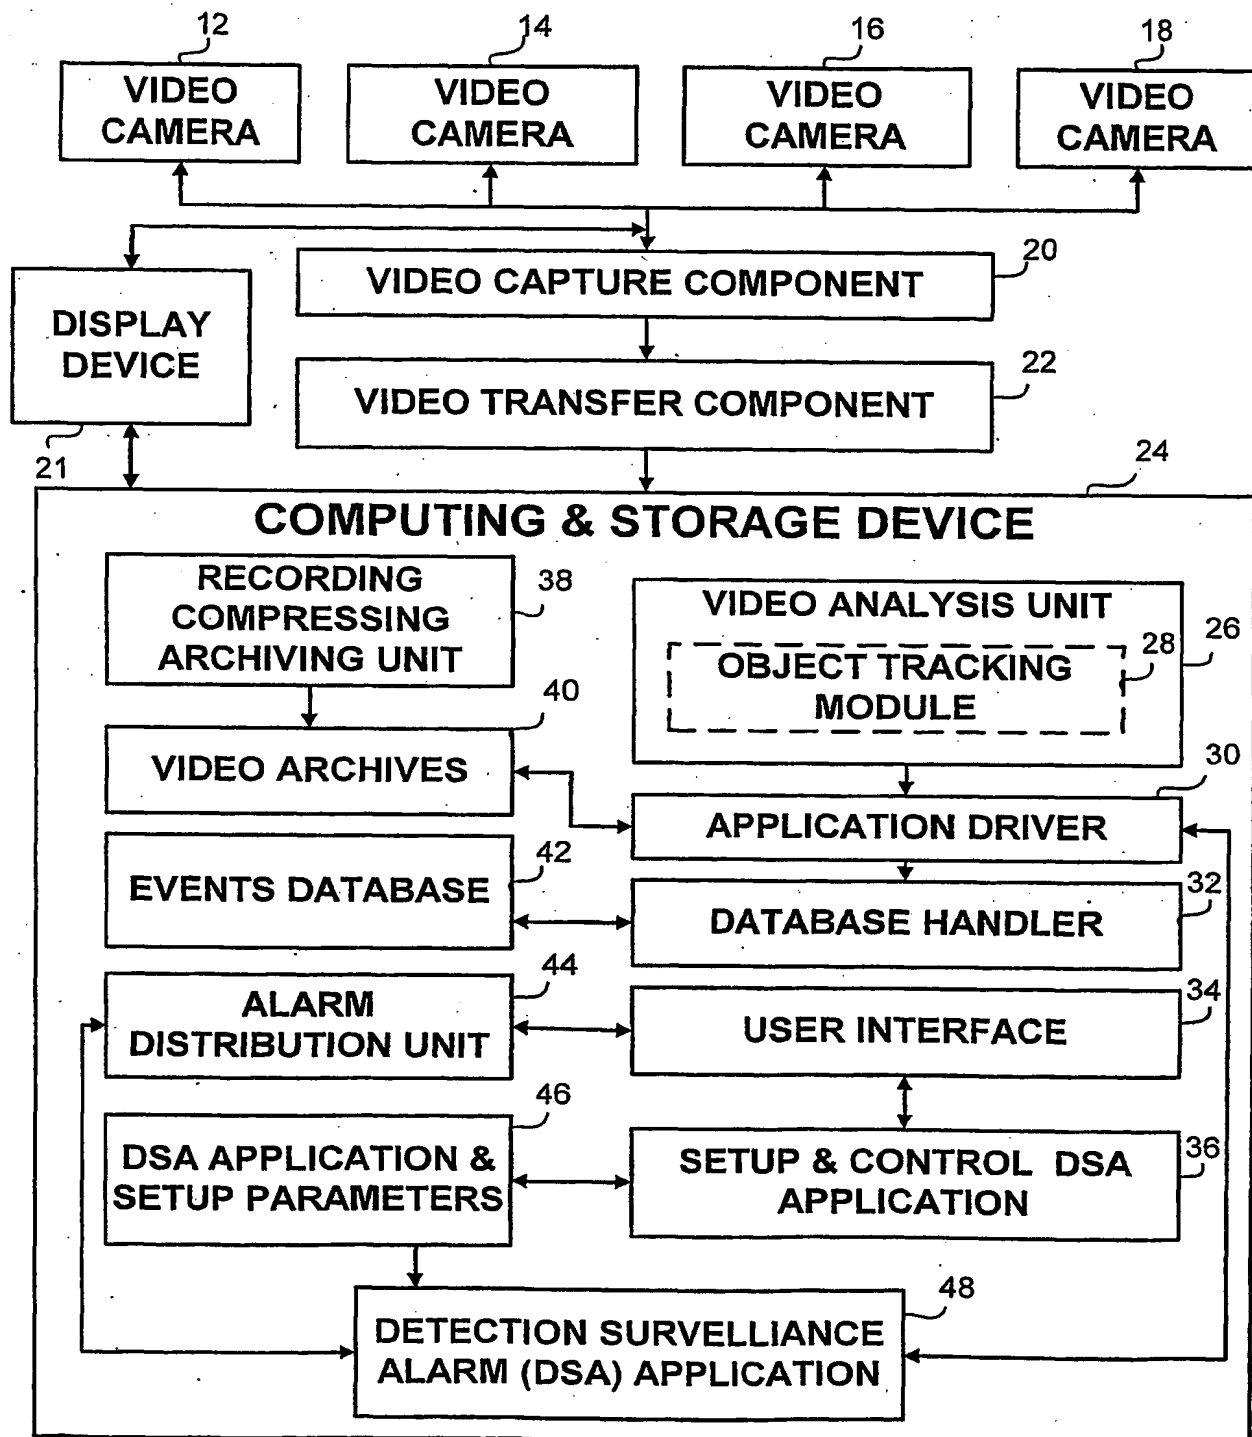 12
14
16
18
VIDEO
CAMERA
VIDEO
CAMERA
VIDEO
CAMERA
VIDEO
CAMERA
20
VIDEO CAPTURE COMPONENT
DISPLAY
DEVICE
21
22
VIDEO TRANSFER COMPONENT
24
COMPUTING & STORAGE DEVICE
RECORDING
COMPRESSING
ARCHIVING UNIT
38
VIDEO ANALYSIS UNIT
26
OBJECT TRACKING
MODULE
28
40
VIDEO ARCHIVES
30
APPLICATION DRIVER
42
EVENTS DATABASE
32
DATABASE HANDLER
44
ALARM
DISTRIBUTION UNIT
34
USER INTERFACE
46
DSA APPLICATION &
SETUP PARAMETERS
36
SETUP & CONTROL DSA
APPLICATION
48
DETECTION SURVELLIANCE
ALARM (DSA) APPLICATION